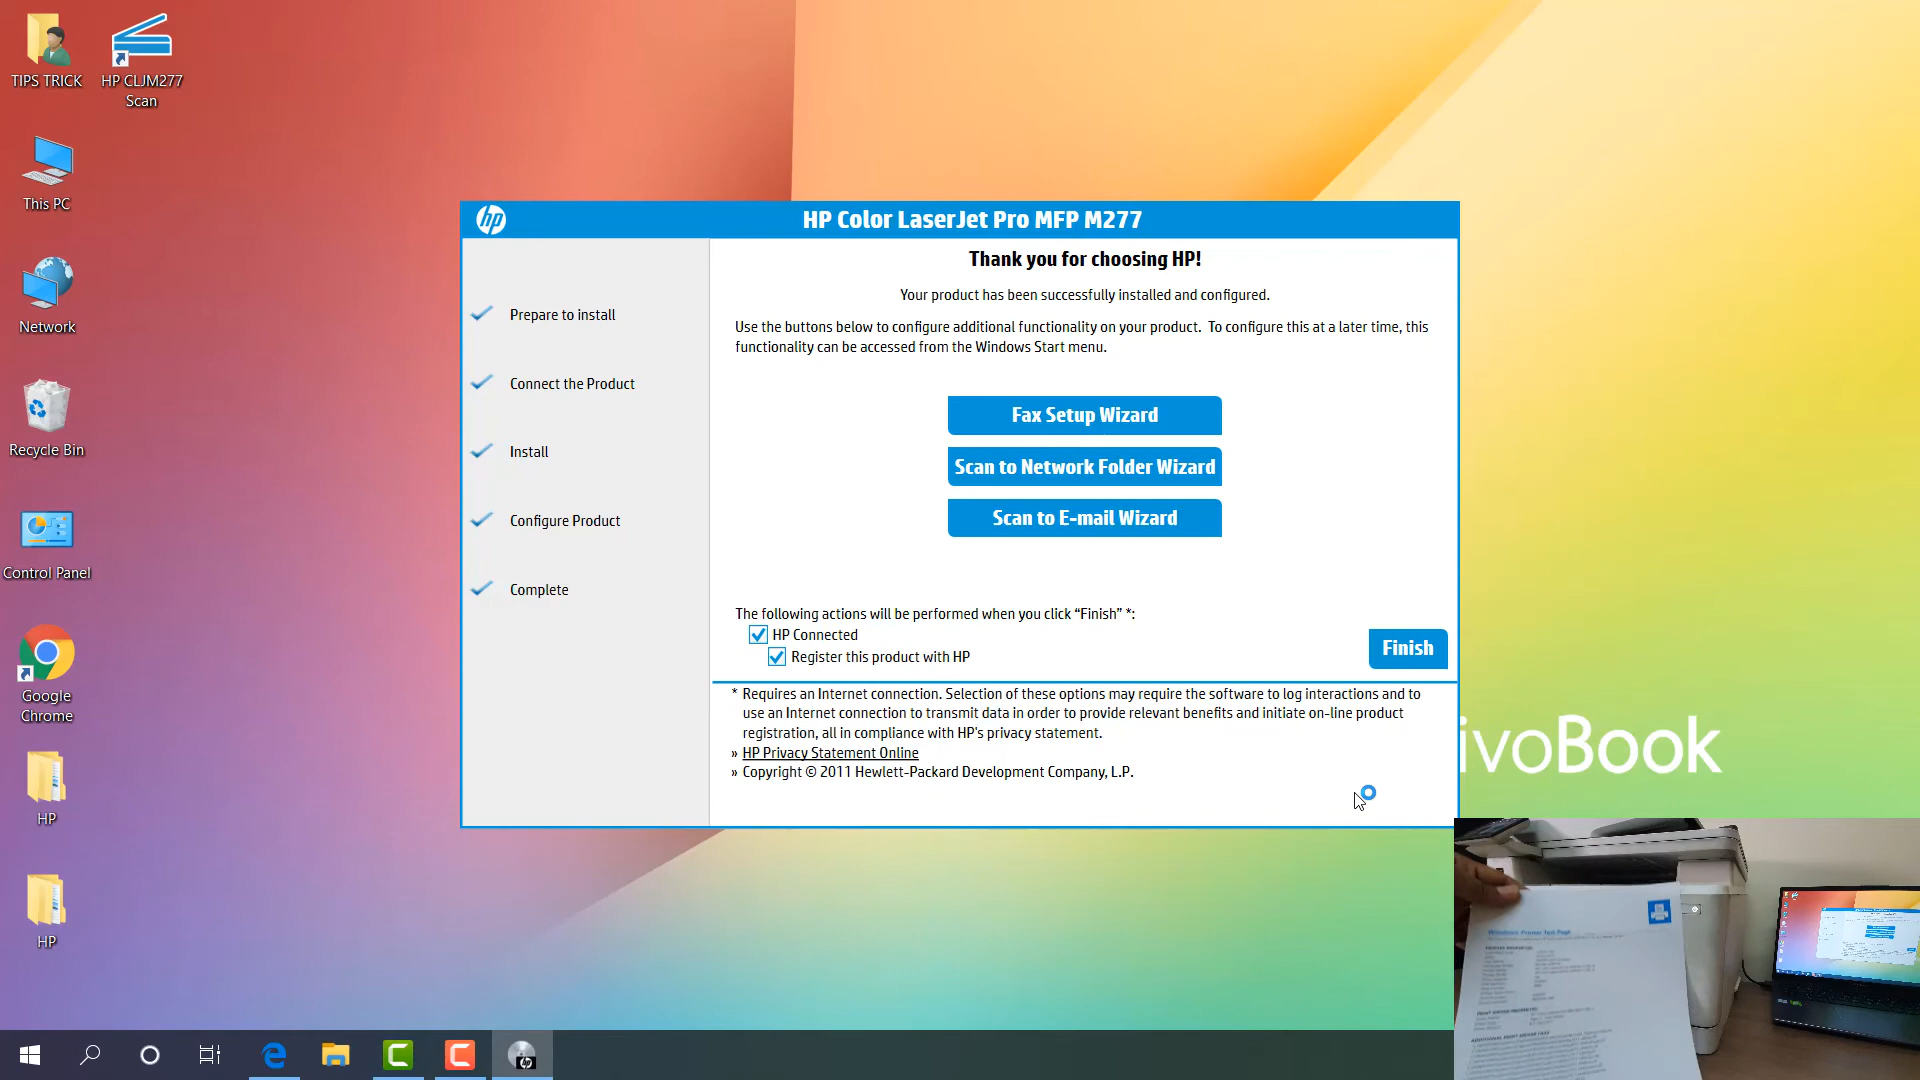 TIPS TRICK
HP CLJM277
Scan
This PC
Network
Recycle Bin
Control Panel
Google
Chrome
HP
HP
hp
HP Color LaserJet Pro MFP M277
Prepare to install
Connect the Product
Install
Configure Product
Complete
Thank you for choosing HP!
Your product has been successfully installed and configured.
Use the buttons below to configure additional functionality on your product. To configure this at a later time, this
functionality can be accessed from the Windows Start menu.
Fax Setup Wizard
Scan to Network Folder Wizard
Scan to E-mail Wizard
The following actions will be performed when you click “Finish” *:
HP Connected
Register this product with HP
Finish
* Requires an Internet connection. Selection of these options may require the software to log interactions and to
use an Internet connection to transmit data in order to provide relevant benefits and initiate on-line product
registration, all in compliance with HP's privacy statement.
» HP Privacy Statement Online
» Copyright © 2011 Hewlett-Packard Development Company, L.P.
ivoBook
Windows Printer Test Page